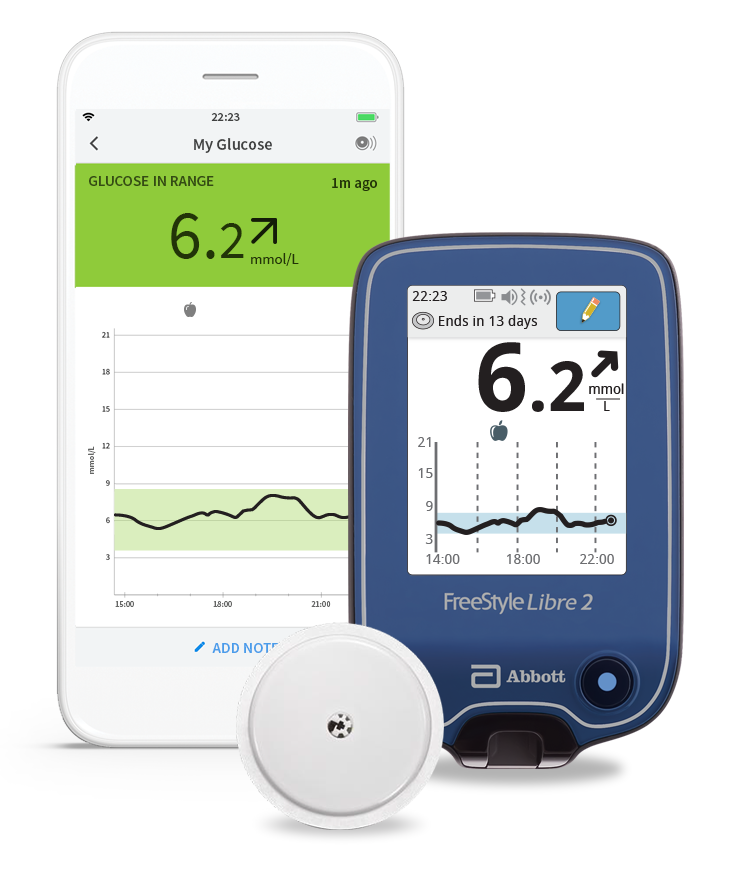 22:23
My Glucose
GLUCOSE IN RANGE
1m ago
6.2
mmol/L
21
18
15
12
9
6
3
mmol/L
15:00
18:00
21:00
ADD NOTE
22:23
Ends in 13 days
6.2
mmol
L
21
15
9
3
14:00
18:00
22:00
FreeStyle Libre 2
Abbott